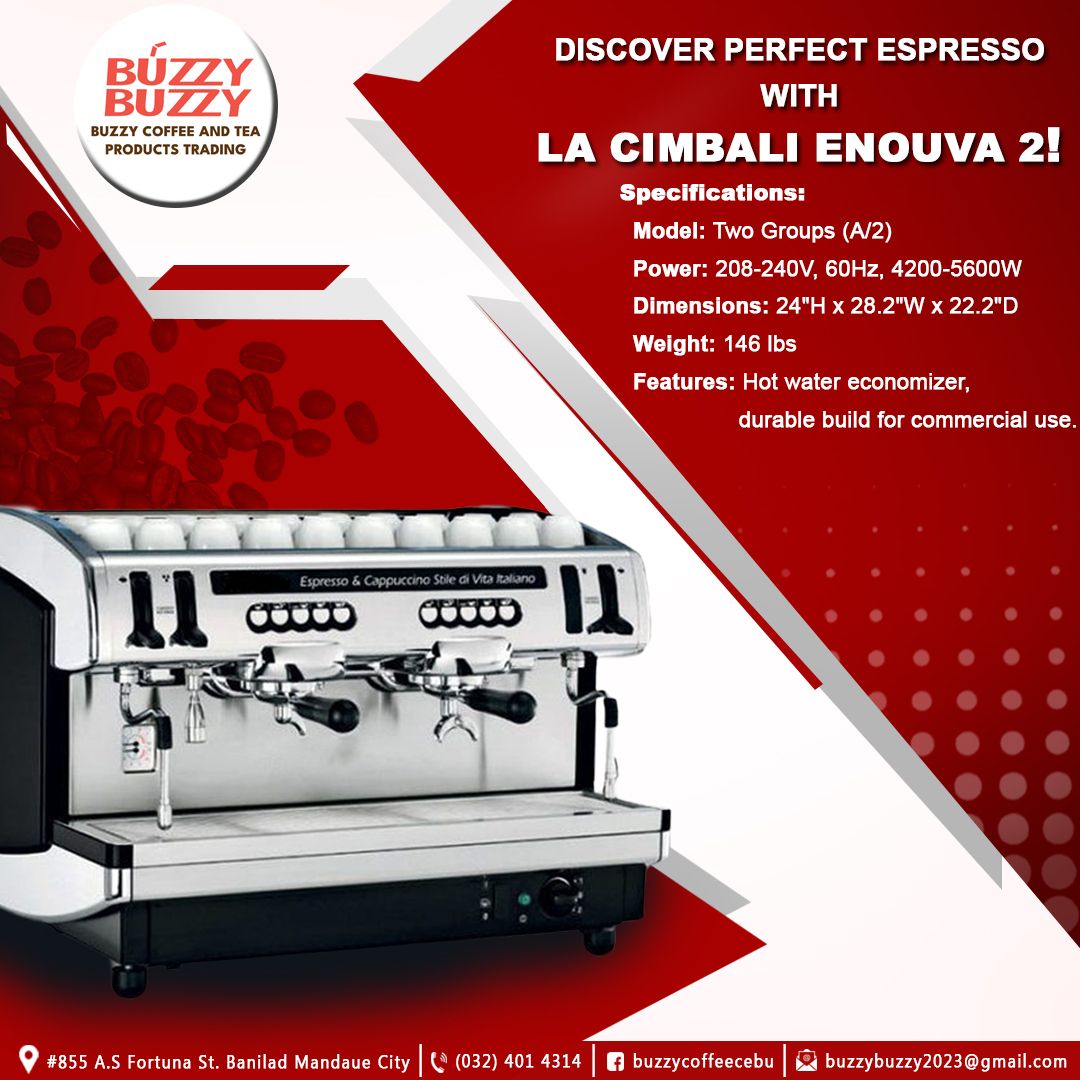 BÚZZY
BUZZY
BUZZY COFFEE AND TEA
PRODUCTS TRADING
DISCOVER PERFECT ESPRESSO
WITH
LA CIMBALI ENOUVA 2!
Specifications:
Model: Two Groups (A/2)
Power: 208-240V, 60Hz, 4200-5600W
Dimensions: 24"H x 28.2"W x 22.2"D
Weight: 146 lbs
Features: Hot water economizer,
durable build for commercial use.
Espresso & Cappuccino Stile di Vita Italiano
#855 A.S Fortuna St. Banilad Mandaue City
(032) 401 4314
buzzycoffeecebu
buzzybuzzy2023@gmail.com